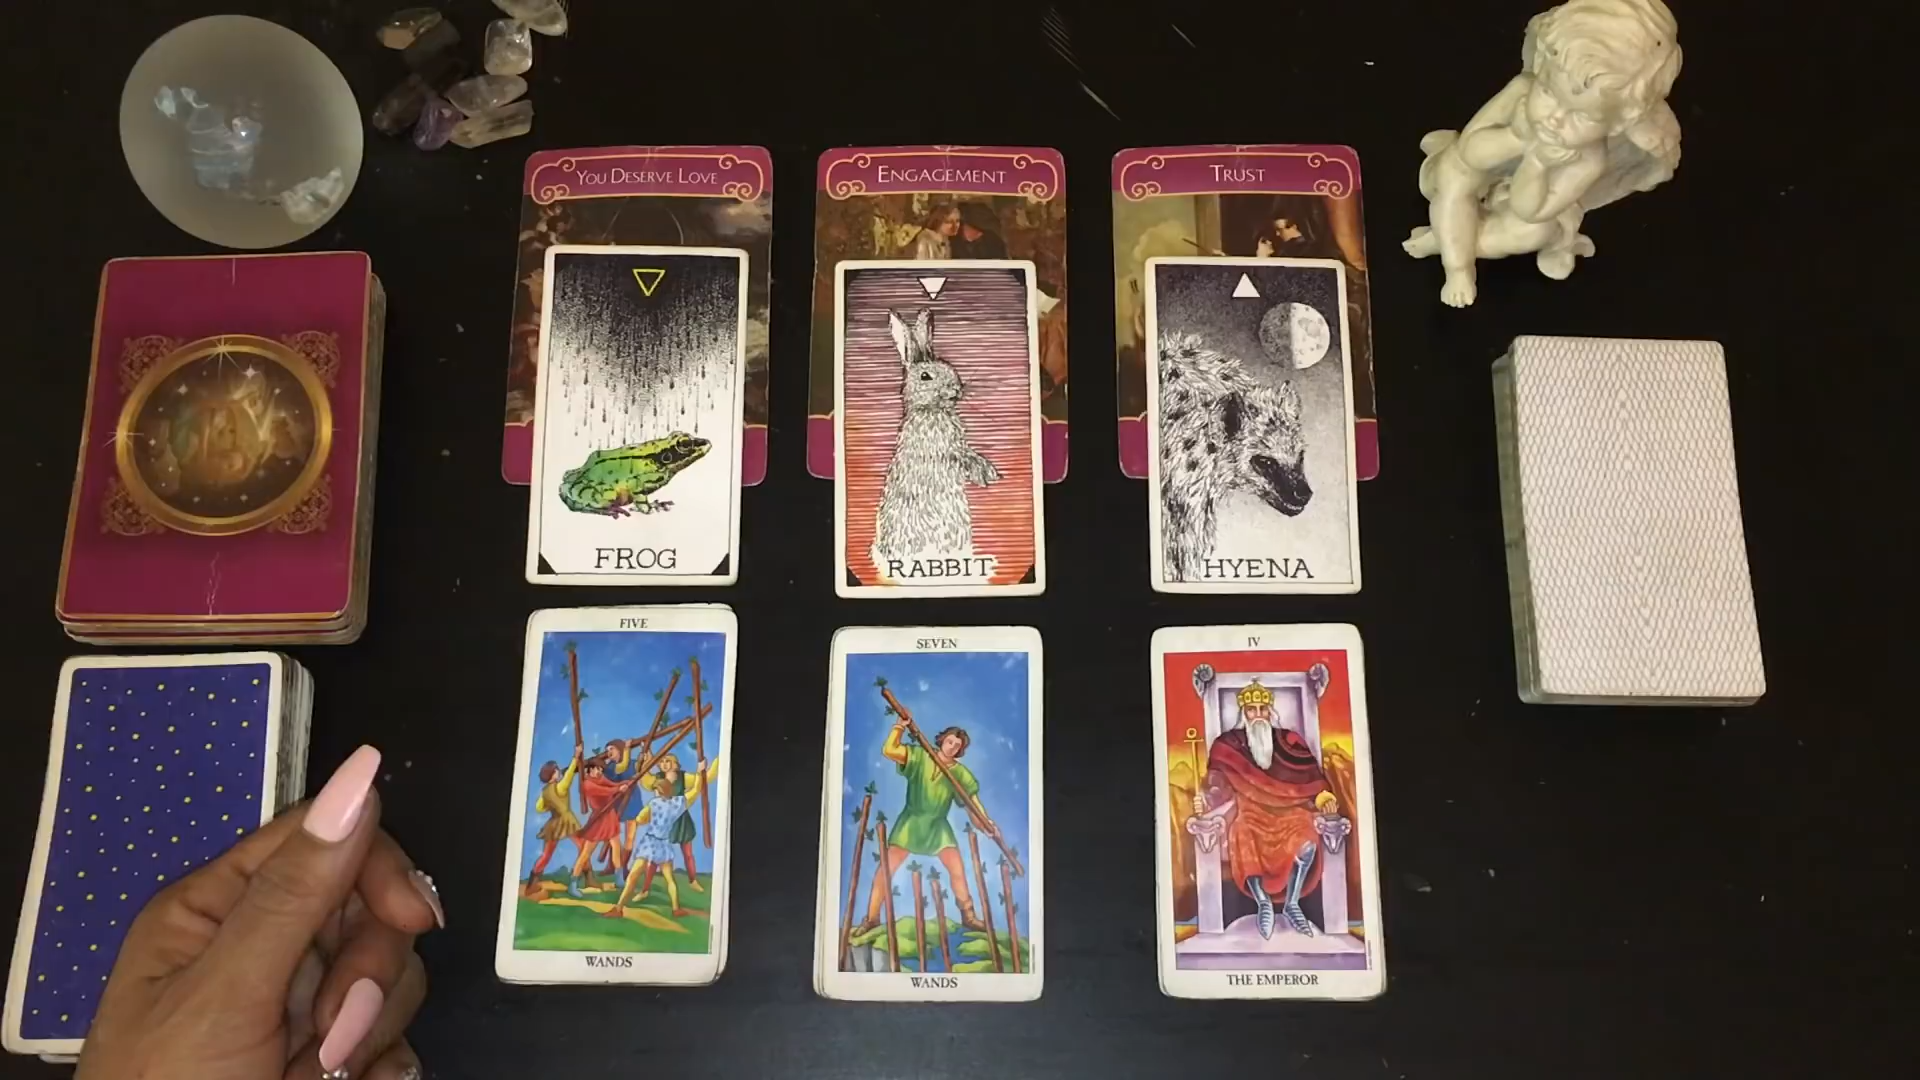 YOU DESERVE LOVE
ENGAGEMENT
TRUST
FROG
RABBIT
HYENA
FIVE
WANDS
SEVEN
WANDS
IV
THE EMPEROR